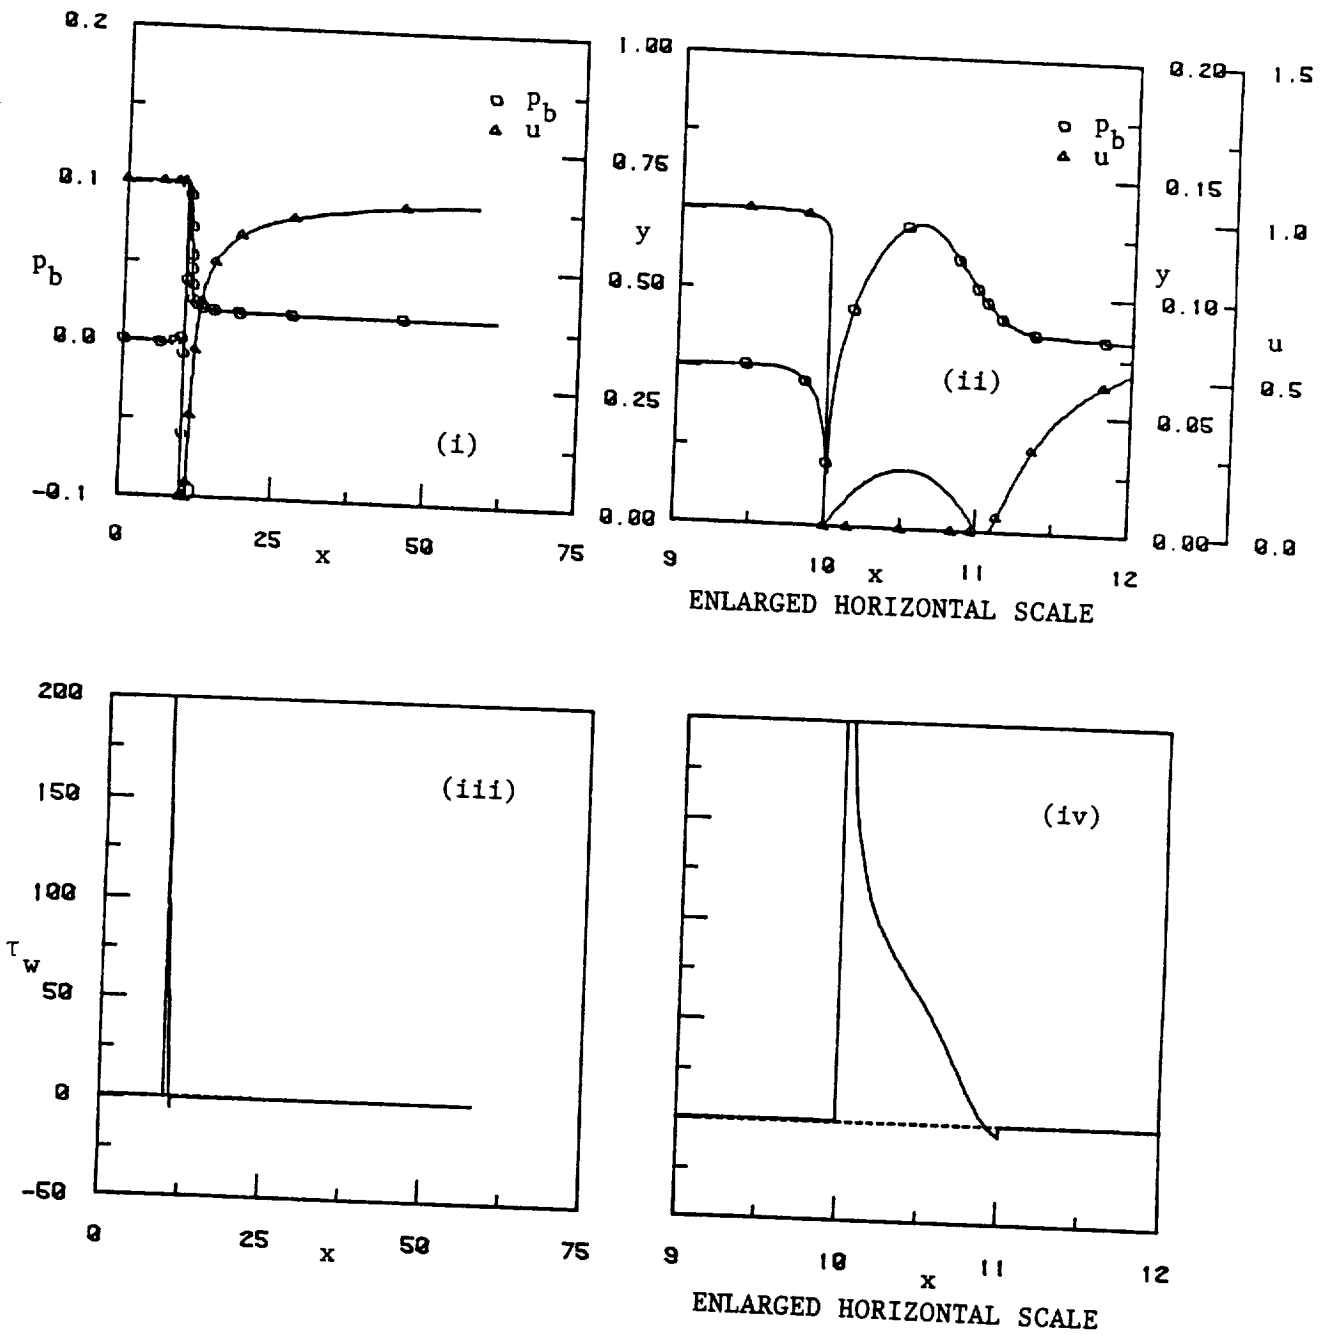 0.2
0.1
0.0
-0.1
p_b
□ p_b
▵ u
(i)
0 25 50 75
x
1.00
0.75
0.50
0.25
0.00
y
○ p_b
▵ u
(ii)
9 10 11 12
x
ENLARGED HORIZONTAL SCALE
0.20
0.15
0.10
0.05
0.00
y
1.5
1.0
0.5
0.0
u
200
150
100
50
0
-50
τ_w
(iii)
0 25 50 75
x
(iv)
9 10 11 12
x
ENLARGED HORIZONTAL SCALE